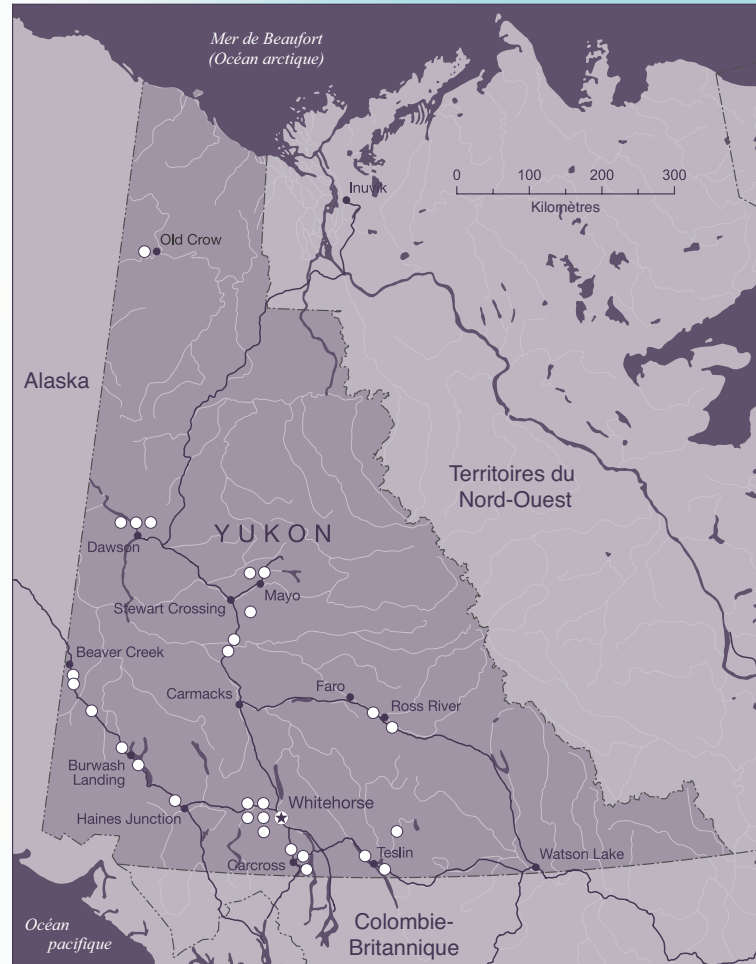 Mer de Beaufort
(Océan arctique)
Inuvik
0 100 200 300
Kilomètres
Old Crow
Alaska
Territoires du
Nord-Ouest
YUKON
Dawson
Mayo
Stewart Crossing
Beaver Creek
Faro
Ross River
Carmacks
Burwash
Landing
Whitehorse
Haines Junction
Carcross
Teslin
Watson Lake
Océan
pacifique
Colombie-
Britannique